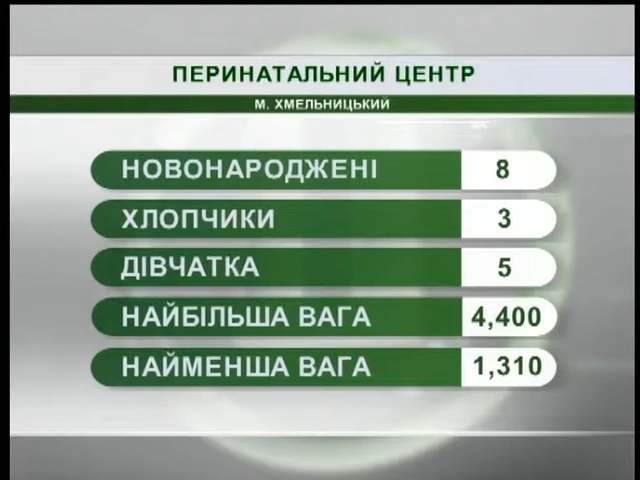 ПЕРИНАТАЛЬНИЙ ЦЕНТР
М. ХМЕЛЬНИЦЬКИЙ
НОВОНАРОДЖЕНІ 8
ХЛОПЧИКИ 3
ДІВЧАТКА 5
НАЙБІЛЬША ВАГА 4,400
НАЙМЕНША ВАГА 1,310